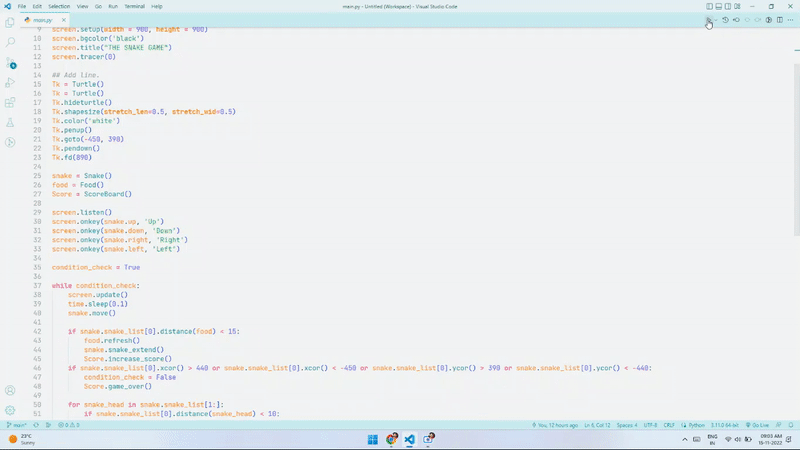 File Edit Selection View Go Run Terminal Help
main.py - Untitled (Workspace) - Visual Studio Code
main.py ×
9 screen.setup(width = 900, height = 900)
10 screen.bgcolor('black')
11 screen.title("THE SNAKE GAME")
12 screen.tracer(0)
13
14 ## Add line.
15 Tk = Turtle()
16 Tk = Turtle()
17 Tk.hideturtle()
18 Tk.shapesize(stretch_len=0.5, stretch_wid=0.5)
19 Tk.color('white')
20 Tk.penup()
21 Tk.goto(-450, 390)
22 Tk.pendown()
23 Tk.fd(890)
24
25 snake = Snake()
26 food = Food()
27 Score = ScoreBoard()
28
29 screen.listen()
30 screen.onkey(snake.up, 'Up')
31 screen.onkey(snake.down, 'Down')
32 screen.onkey(snake.right, 'Right')
33 screen.onkey(snake.left, 'Left')
34
35 condition_check = True
36
37 while condition_check:
38 screen.update()
39 time.sleep(0.1)
40 snake.move()
41
42 if snake.snake_list[0].distance(food) < 15:
43 food.refresh()
44 snake.snake_extend()
45 Score.increase_score()
46 if snake.snake_list[0].xcor() > 440 or snake.snake_list[0].xcor() < -450 or snake.snake_list[0].ycor() > 390 or snake.snake_list[0].ycor() < -440:
47 condition_check = False
48 Score.game_over()
49
50 for snake_head in snake.snake_list[1:]:
51 if snake.snake_list[0].distance(snake_head) < 10:
main* 0 0 You, 12 hours ago Ln 6, Col 12 Spaces: 4 UTF-8 CRLF Python 3.11.0 64-bit Go Live
23°C
Sunny
ENG
IN
09:03 AM
15-11-2022